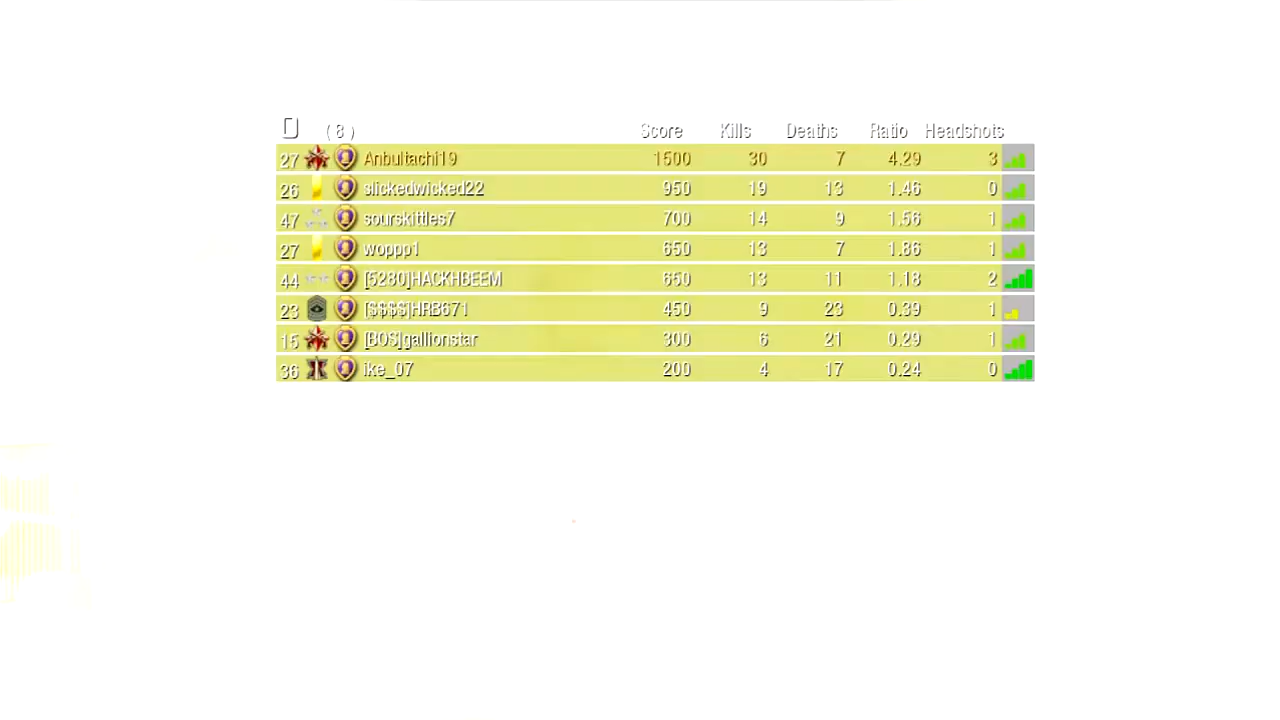 ( 8 ) Score Kills Deaths Ratio Headshots
27 Anbultachi19 1500 30 7 4.29 3
26 slickedwicked22 950 19 13 1.46 0
47 sourskittles7 700 14 9 1.56 1
27 woppp1 650 13 7 1.86 1
44 [5280]HACKHBEEM 650 13 11 1.18 2
23 [$$$$]HRB671 450 9 23 0.39 1
15 [BOS]gallionstar 300 6 21 0.29 1
36 ike_07 200 4 17 0.24 0